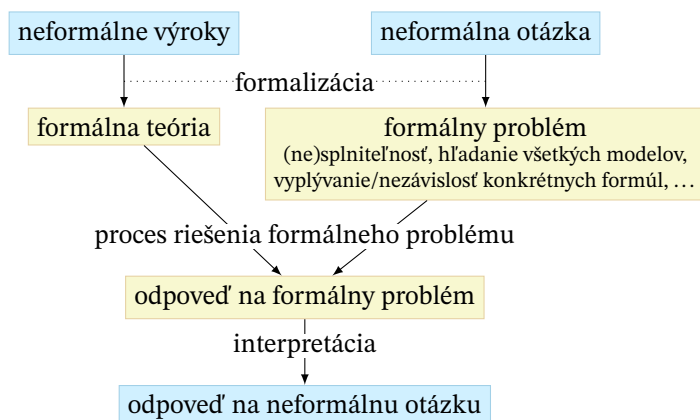 neformálne výroky
neformálna otázka
formalizácia
formálna teória
formálny problém
(ne)splniteľnosť, hľadanie všetkých modelov,
vyplývanie/nezávislosť konkrétnych formúl, …
proces riešenia formálneho problému
odpoveď na formálny problém
interpretácia
odpoveď na neformálnu otázku